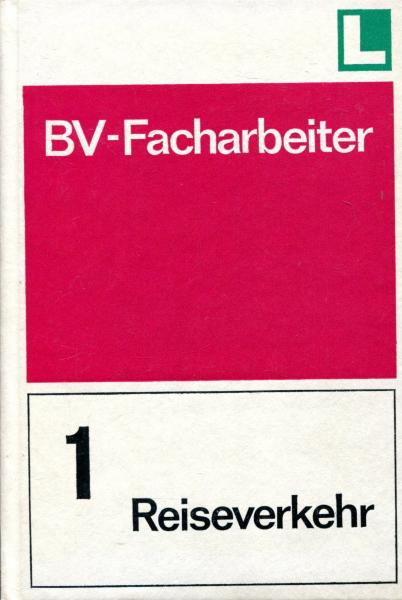 L
BV-Facharbeiter
1
Reiseverkehr